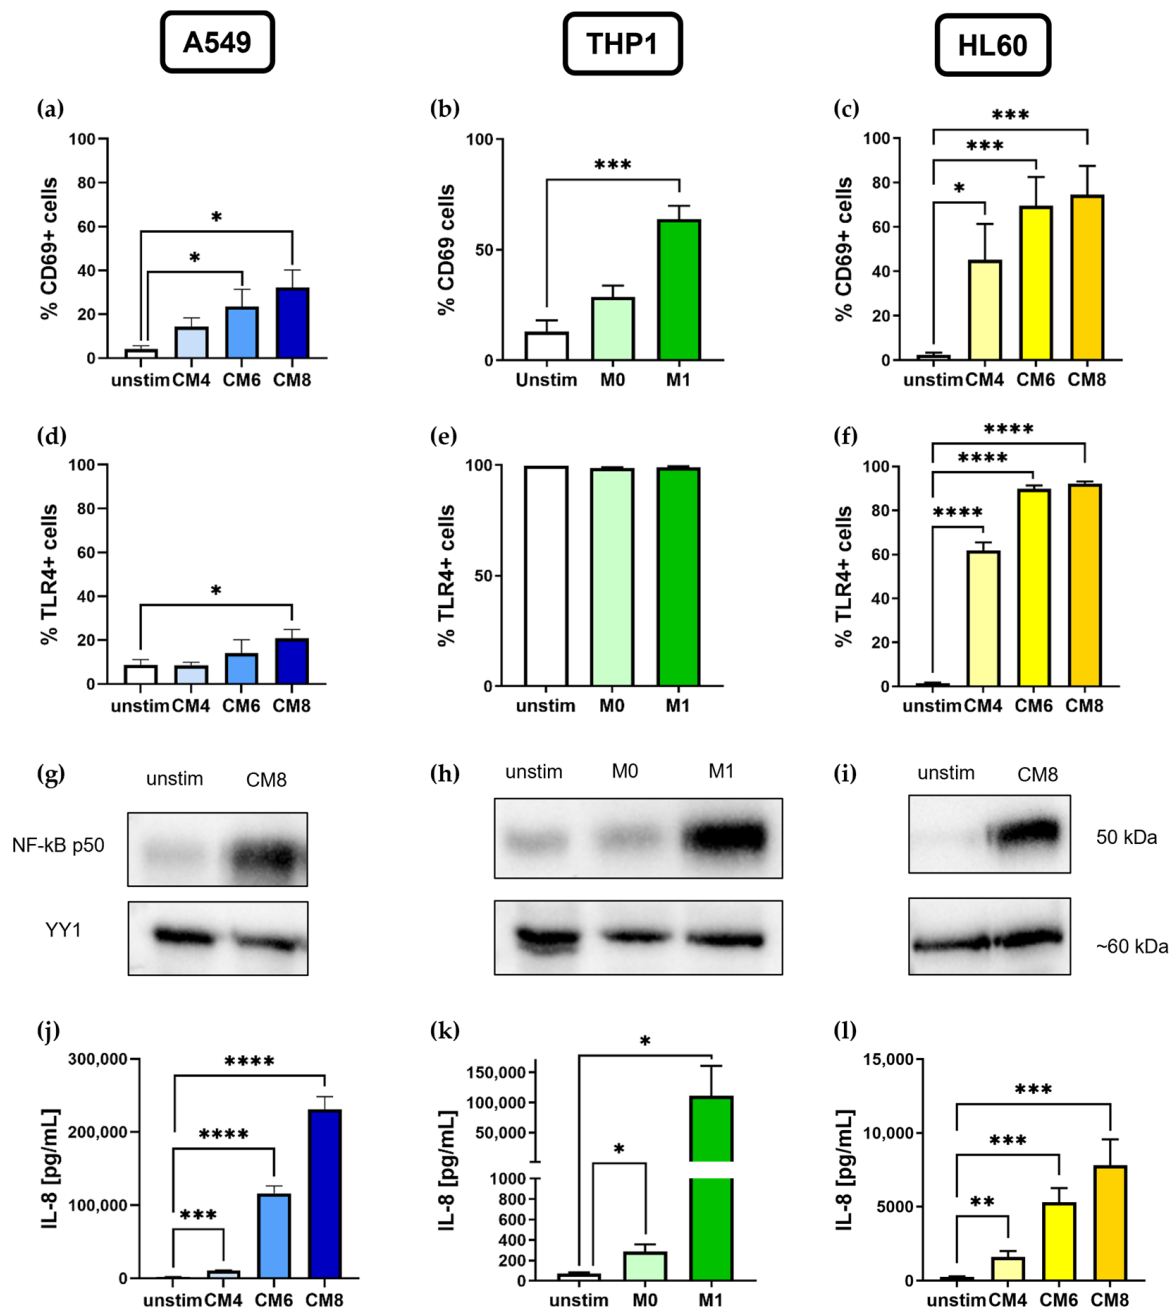 A549 THP1 HL60
(a) (b) (c)
% CD69+ cells
100
80
60
40
20
0
*
*
unstim CM4 CM6 CM8
% CD69 cells
100
50
0
***
Unstim M0 M1
% CD69+ cells
100
80
60
40
20
0
***
***
*
unstim CM4 CM6 CM8
(d) (e) (f)
% TLR4+ cells
100
80
60
40
20
0
*
unstim CM4 CM6 CM8
% TLR4+ cells
100
50
0
unstim M0 M1
% TLR4+ cells
100
80
60
40
20
0
****
****
****
unstim CM4 CM6 CM8
(g) unstim CM8
(h) unstim M0 M1
(i) unstim CM8
NF-kB p50
50 kDa
YY1
~60 kDa
(j) (k) (l)
IL-8 [pg/mL]
300,000
200,000
100,000
0
****
****
***
unstim CM4 CM6 CM8
IL-8 [pg/mL]
150,000
100,000
50,000
1000
800
600
400
200
0
*
*
unstim M0 M1
IL-8 [pg/mL]
15,000
10,000
5000
0
***
***
**
unstim CM4 CM6 CM8